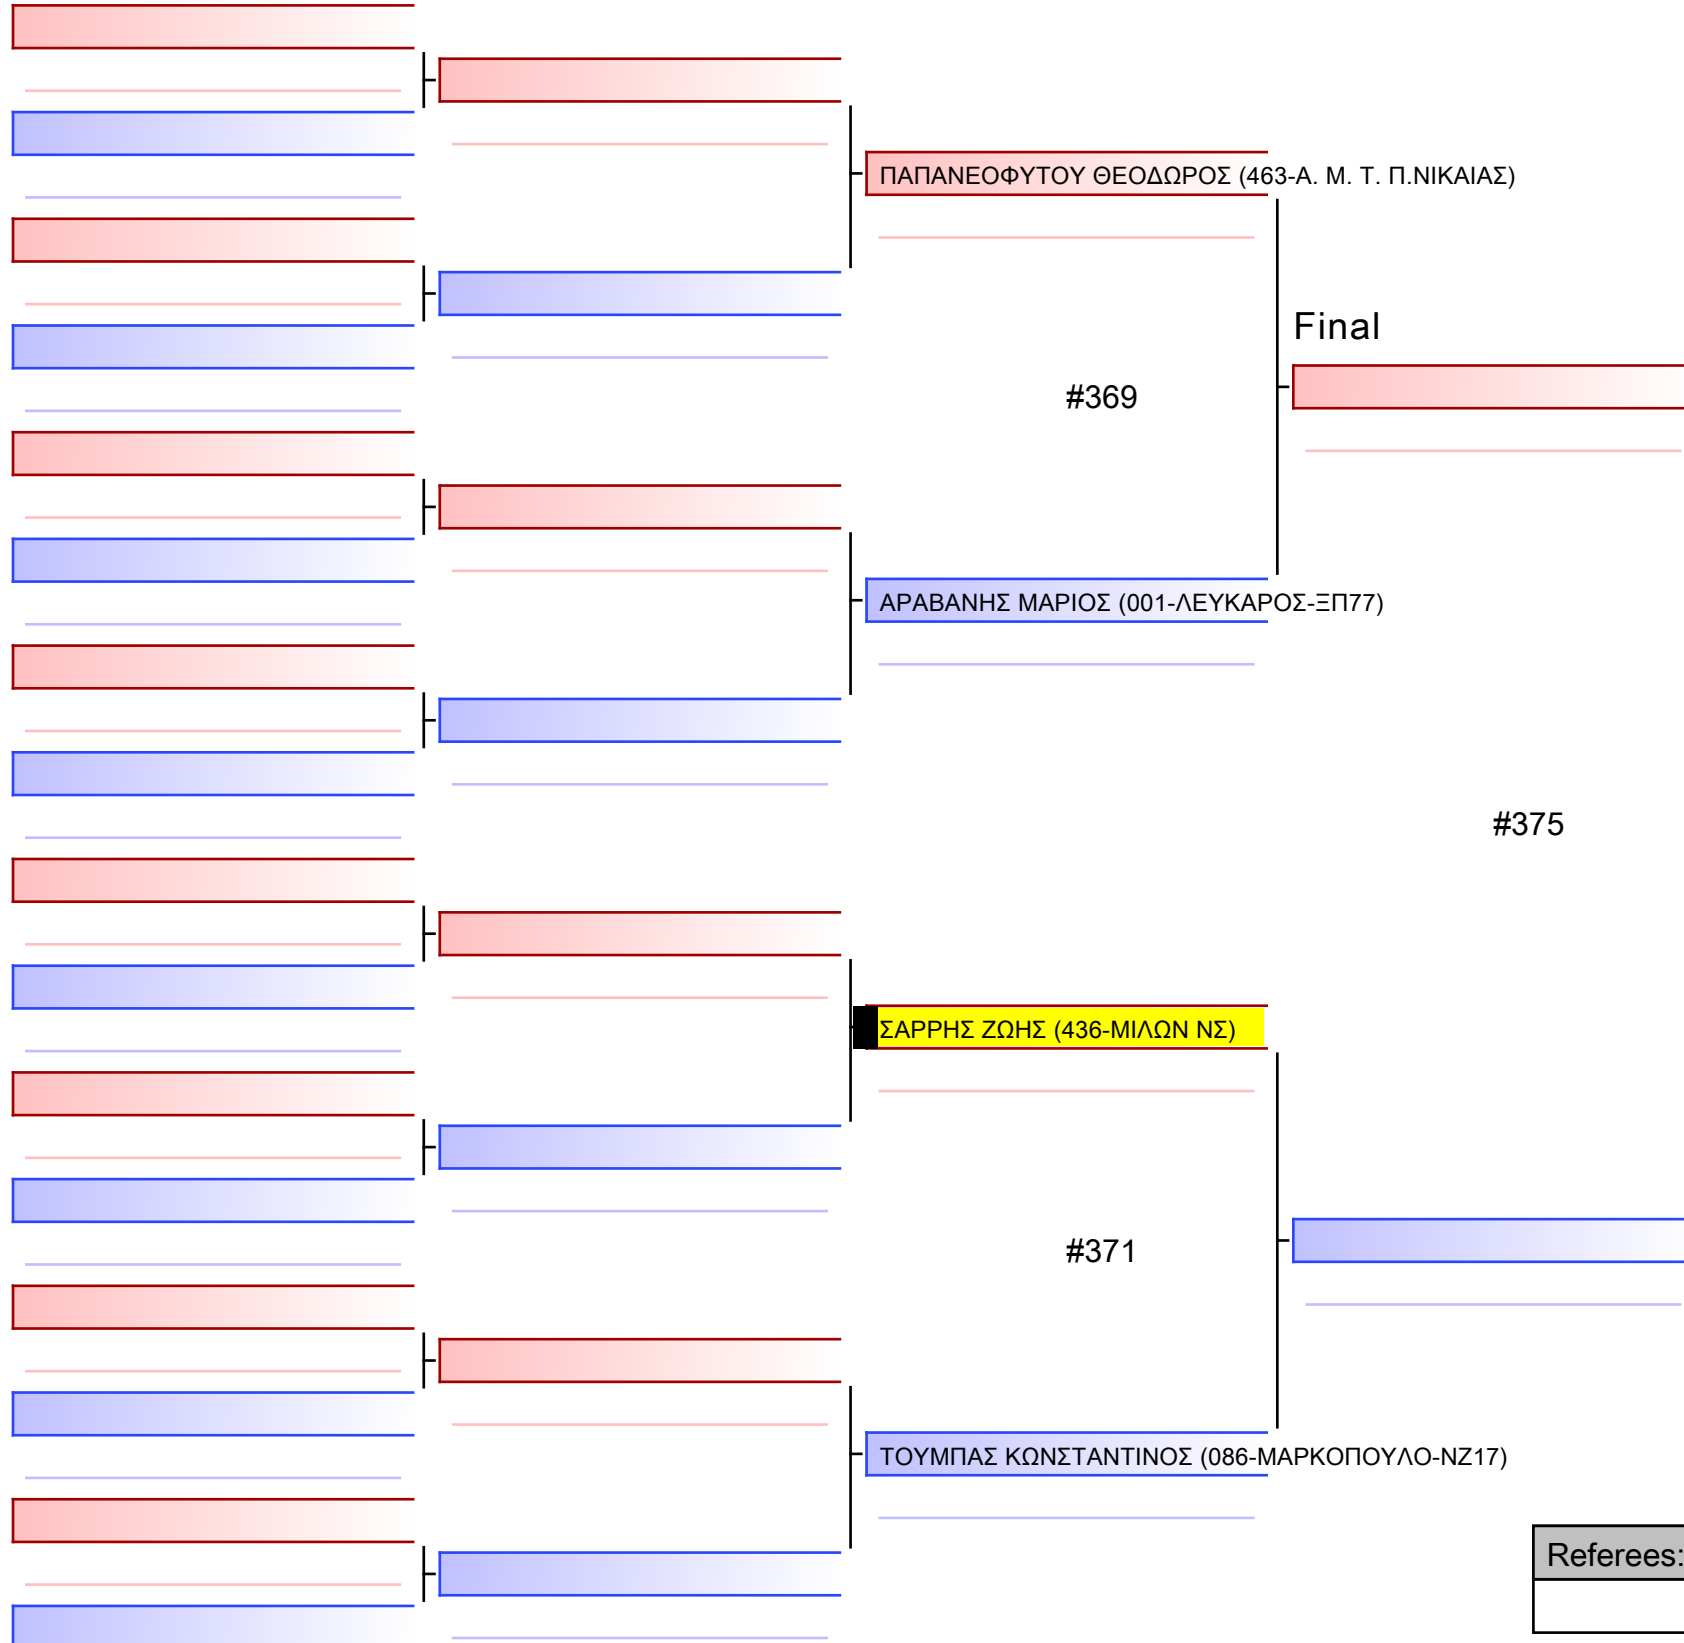 ΠΑΠΑΝΕΟΦΥΤΟΥ ΘΕΟΔΩΡΟΣ (463-Α. Μ. Τ. Π.ΝΙΚΑΙΑΣ)
Final
#369
ΑΡΑΒΑΝΗΣ ΜΑΡΙΟΣ (001-ΛΕΥΚΑΡΟΣ-ΞΠ77)
#375
ΣΑΡΡΗΣ ΖΩΗΣ (436-ΜΙΛΩΝ ΝΣ)
#371
ΤΟΥΜΠΑΣ ΚΩΝΣΤΑΝΤΙΝΟΣ (086-ΜΑΡΚΟΠΟΥΛΟ-ΝΖ17)
Referees: